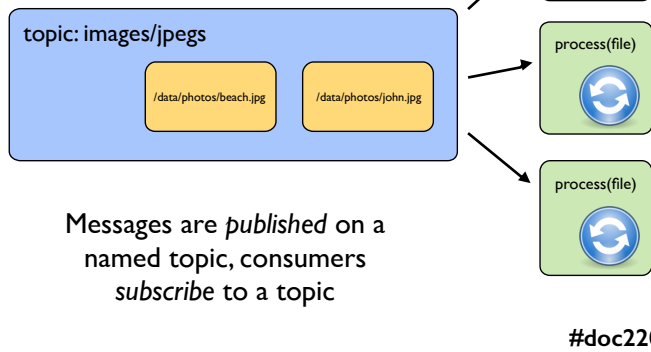 topic: images/jpegs
/data/photos/beach.jpg
/data/photos/john.jpg
process(file)
process(file)
Messages are published on a
named topic, consumers
subscribe to a topic